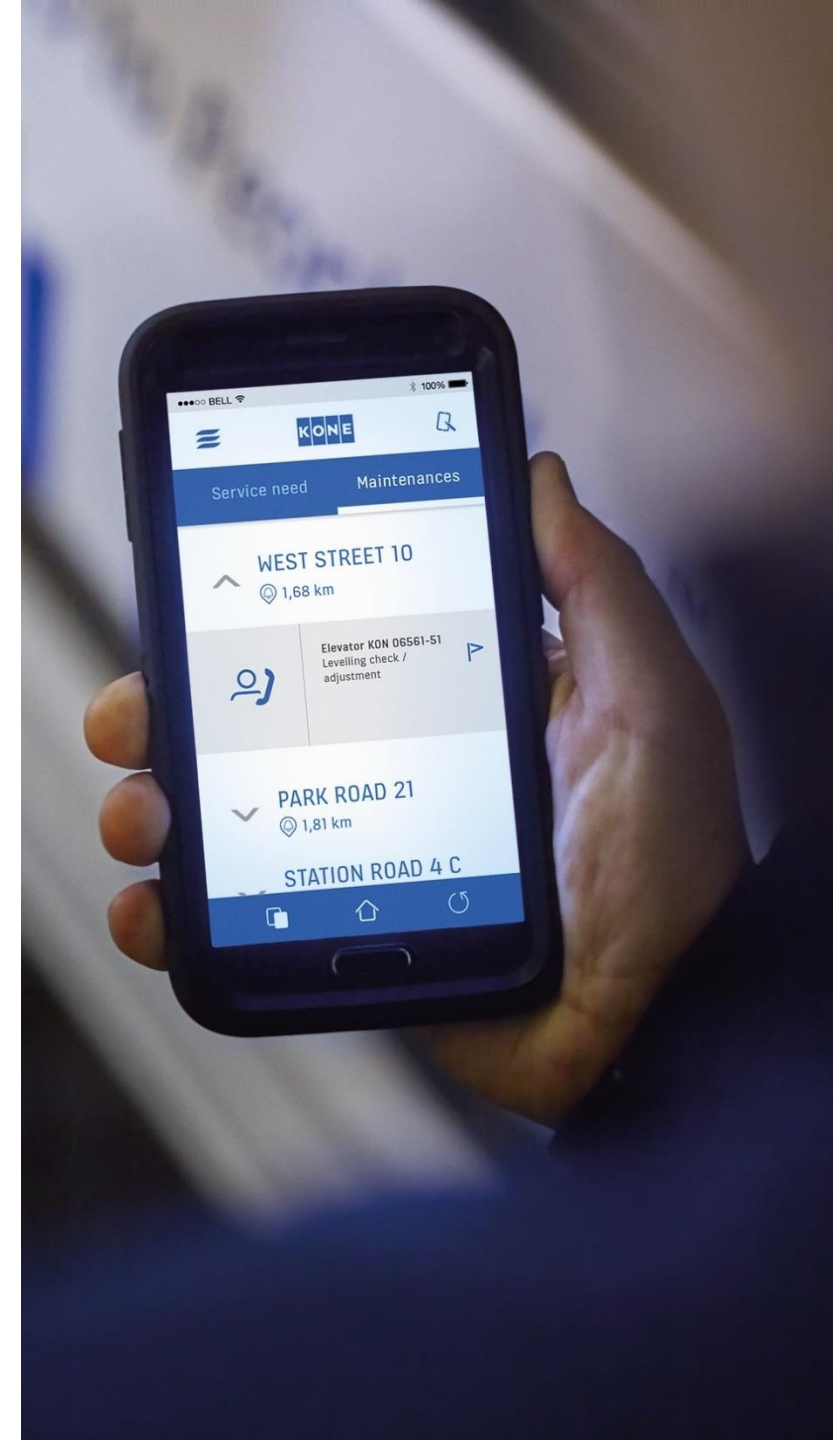 ●●●○○ BELL 100%
KONE
Service need Maintenances
WEST STREET 10
1,68 km
Elevator KON 06561-51
Levelling check /
adjustment
PARK ROAD 21
1,81 km
STATION ROAD 4 C